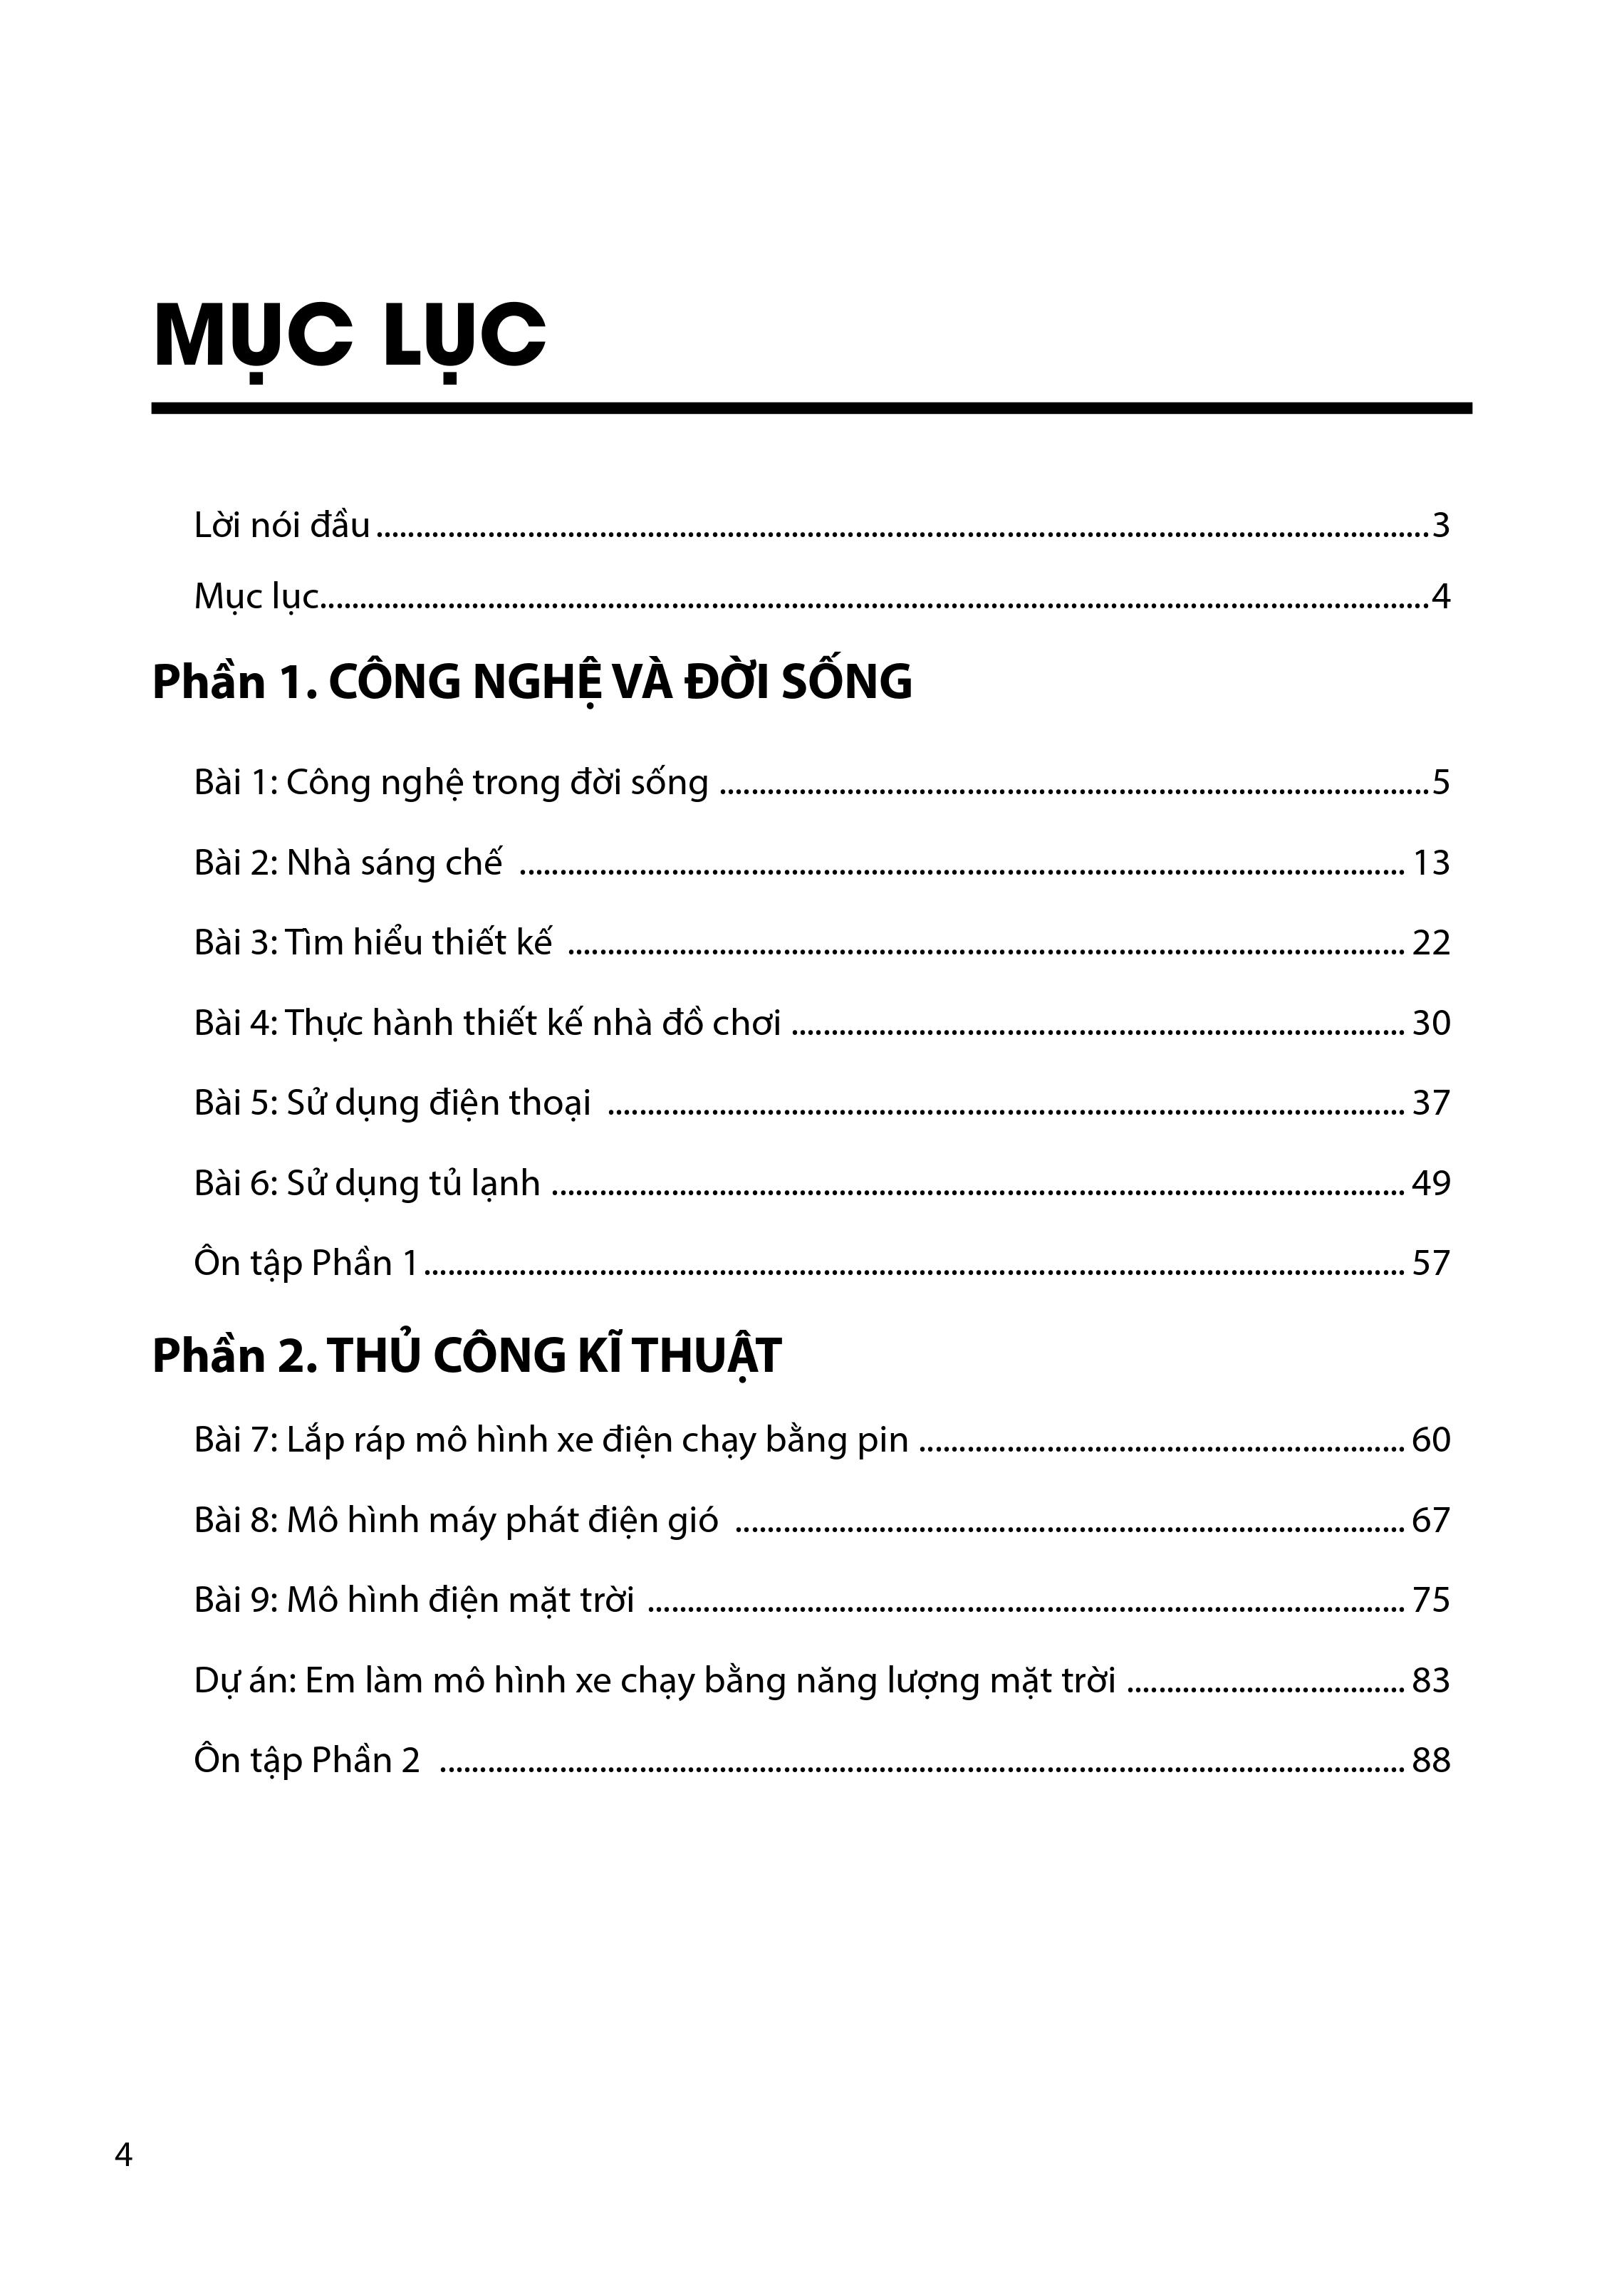 MỤC LỤC
Lời nói đầu ........ 3
Mục lục ........ 4
Phần 1. CÔNG NGHỆ VÀ ĐỜI SỐNG
Bài 1: Công nghệ trong đời sống ........ 5
Bài 2: Nhà sáng chế ........ 13
Bài 3: Tìm hiểu thiết kế ........ 22
Bài 4: Thực hành thiết kế nhà đồ chơi ........ 30
Bài 5: Sử dụng điện thoại ........ 37
Bài 6: Sử dụng tủ lạnh ........ 49
Ôn tập Phần 1 ........ 57
Phần 2. THỦ CÔNG KĨ THUẬT
Bài 7: Lắp ráp mô hình xe điện chạy bằng pin ........ 60
Bài 8: Mô hình máy phát điện gió ........ 67
Bài 9: Mô hình điện mặt trời ........ 75
Dự án: Em làm mô hình xe chạy bằng năng lượng mặt trời ........ 83
Ôn tập Phần 2 ........ 88
4